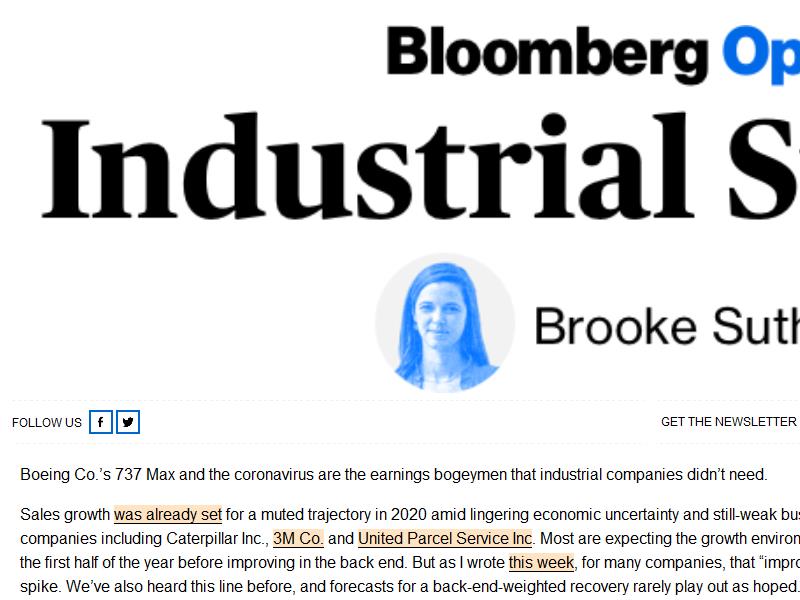 Bloomberg Op
Industrial S
Brooke Suth
FOLLOW US
GET THE NEWSLETTER
Boeing Co.’s 737 Max and the coronavirus are the earnings bogeymen that industrial companies didn’t need.
Sales growth was already set for a muted trajectory in 2020 amid lingering economic uncertainty and still-weak bus
companies including Caterpillar Inc., 3M Co. and United Parcel Service Inc. Most are expecting the growth environ
the first half of the year before improving in the back end. But as I wrote this week, for many companies, that “impro
spike. We’ve also heard this line before, and forecasts for a back-end-weighted recovery rarely play out as hoped.